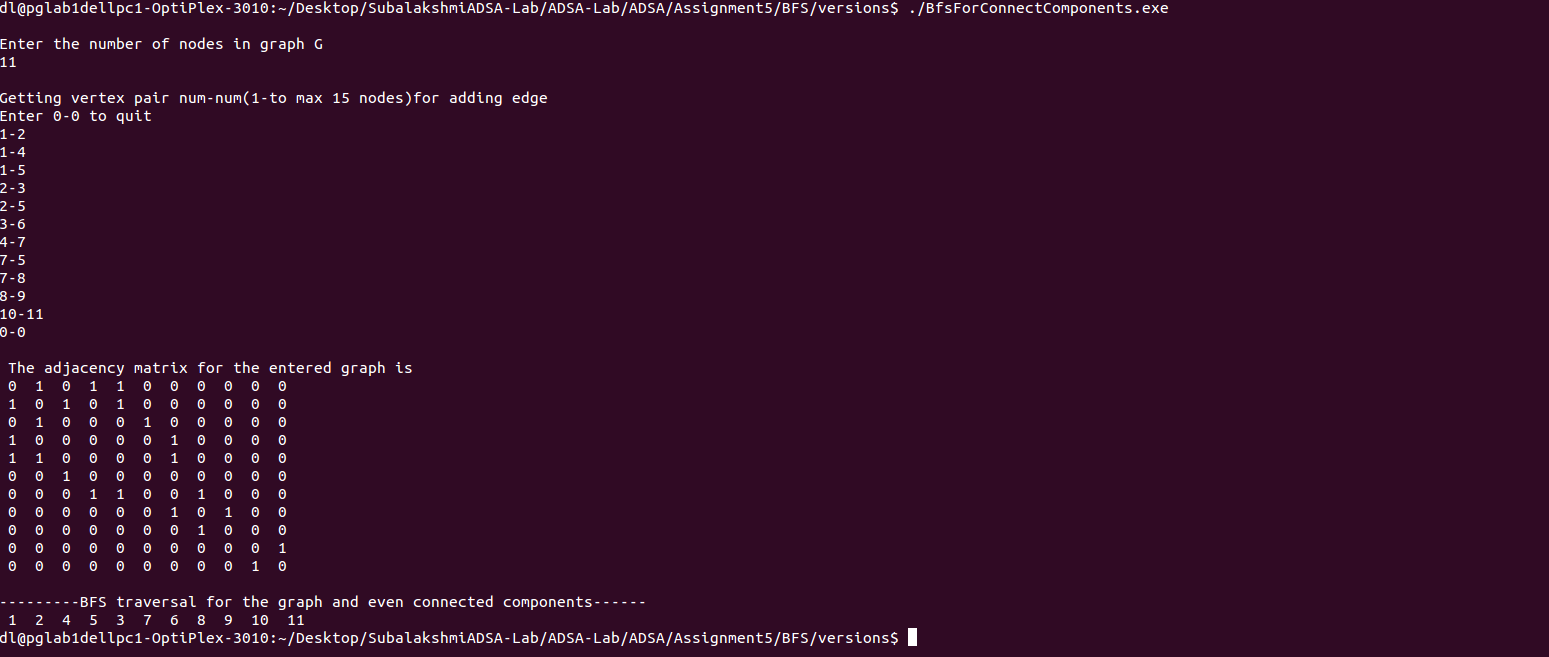 dl@pglab1dellpc1-OptiPlex-3010:~/Desktop/SubalakshmiADSA-Lab/ADSA-Lab/ADSA/Assignment5/BFS/versions$ ./BfsForConnectComponents.exe
Enter the number of nodes in graph G
11
Getting vertex pair num-num(1-to max 15 nodes)for adding edge
Enter 0-0 to quit
1-2
1-4
1-5
2-3
2-5
3-6
4-7
7-5
7-8
8-9
10-11
0-0
The adjacency matrix for the entered graph is
0 1 0 1 1 0 0 0 0 0 0
1 0 1 0 1 0 0 0 0 0 0
0 1 0 0 0 1 0 0 0 0 0
1 0 0 0 0 0 1 0 0 0 0
1 1 0 0 0 0 1 0 0 0 0
0 0 1 0 0 0 0 0 0 0 0
0 0 0 1 1 0 0 1 0 0 0
0 0 0 0 0 0 1 0 1 0 0
0 0 0 0 0 0 0 1 0 0 0
0 0 0 0 0 0 0 0 0 0 1
0 0 0 0 0 0 0 0 0 1 0
---------BFS traversal for the graph and even connected components------
1 2 4 5 3 7 6 8 9 10 11
dl@pglab1dellpc1-OptiPlex-3010:~/Desktop/SubalakshmiADSA-Lab/ADSA-Lab/ADSA/Assignment5/BFS/versions$